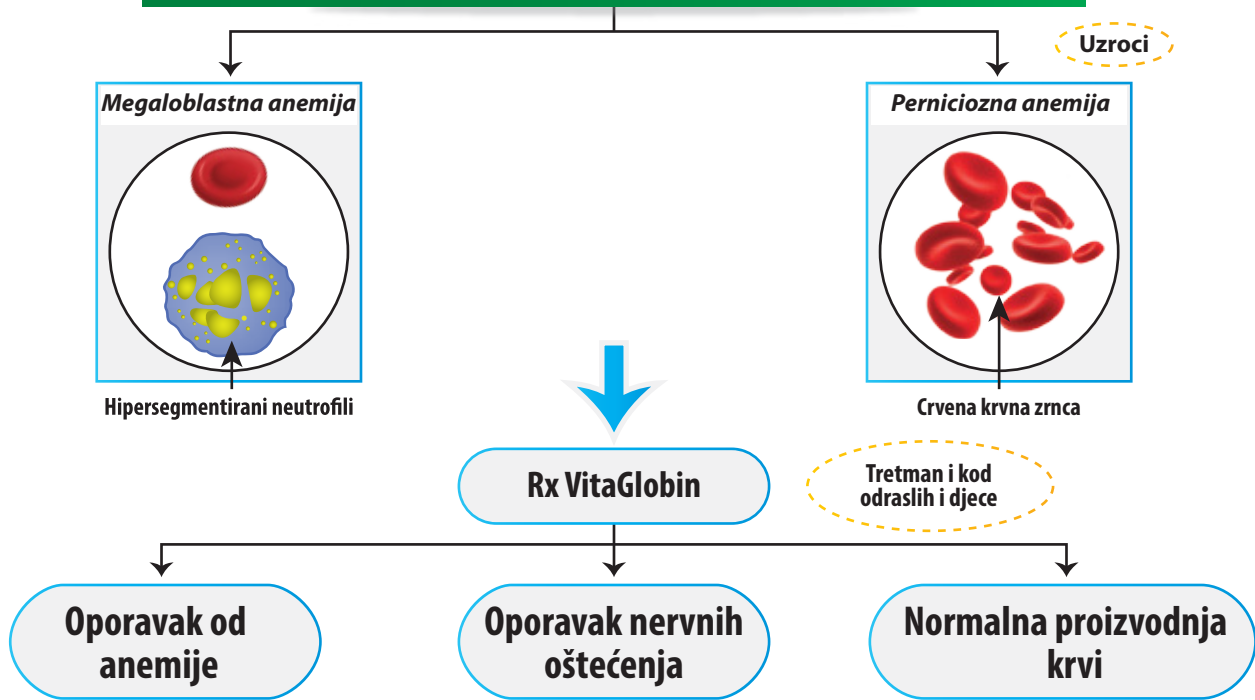 Uzroci
Megaloblastna anemija
Perniciozna anemija
Hipersegmentirani neutrofili
Crvena krvna zrnca
Rx VitaGlobin
Tretman i kod
odraslih i djece
Oporavak od
anemije
Oporavak nervnih
oštećenja
Normalna proizvodnja
krvi